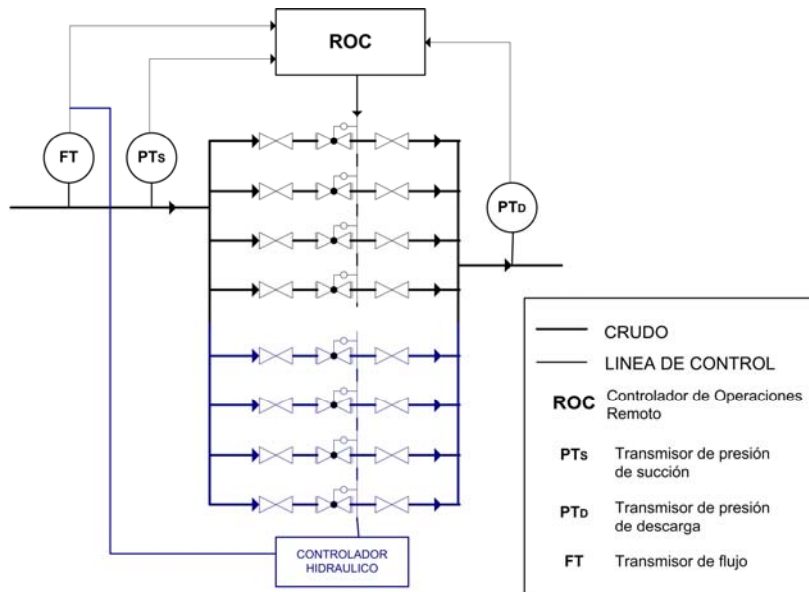 ROC
FT
PTs
PTD
CONTROLADOR
HIDRAULICO
CRUDO
LINEA DE CONTROL
ROC Controlador de Operaciones
Remoto
PTs Transmisor de presión
de succión
PTD Transmisor de presión
de descarga
FT Transmisor de flujo